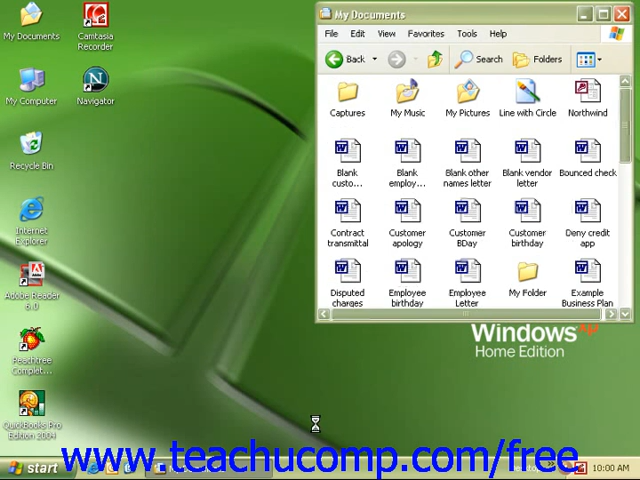 My Documents
File Edit View Favorites Tools Help
Back Search Folders
My Documents
Camtasia
Recorder
My Computer
Navigator
Recycle Bin
Internet
Explorer
Adobe Reader
6.0
Peachtree
Complet...
QuickBooks Pro
Edition 2004
Captures My Music My Pictures Line with Circle Northwind
Blank
custo...
Blank
employ...
Blank other
names letter
Blank vendor
letter
Bounced check
Contract
transmittal
Customer
apology
Customer
BDay
Customer
birthday
Deny credit
app
Disputed
charges
Employee
birthday
Employee
Letter
My Folder
Example
Business Plan
Windows xp
Home Edition
www.teachucomp.com/free
start
10:00 AM